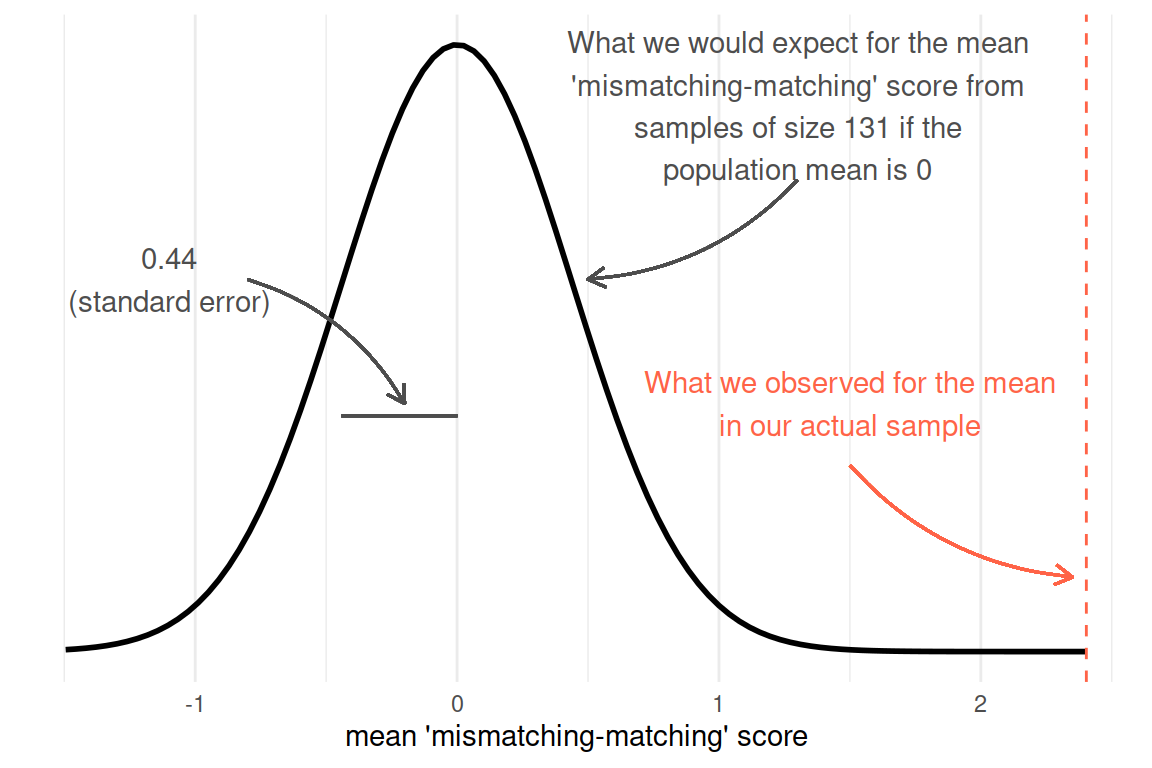 What we would expect for the mean
'mismatching-matching' score from
samples of size 131 if the
population mean is 0
0.44
(standard error)
What we observed for the mean
in our actual sample
-1
0
1
2
mean 'mismatching-matching' score